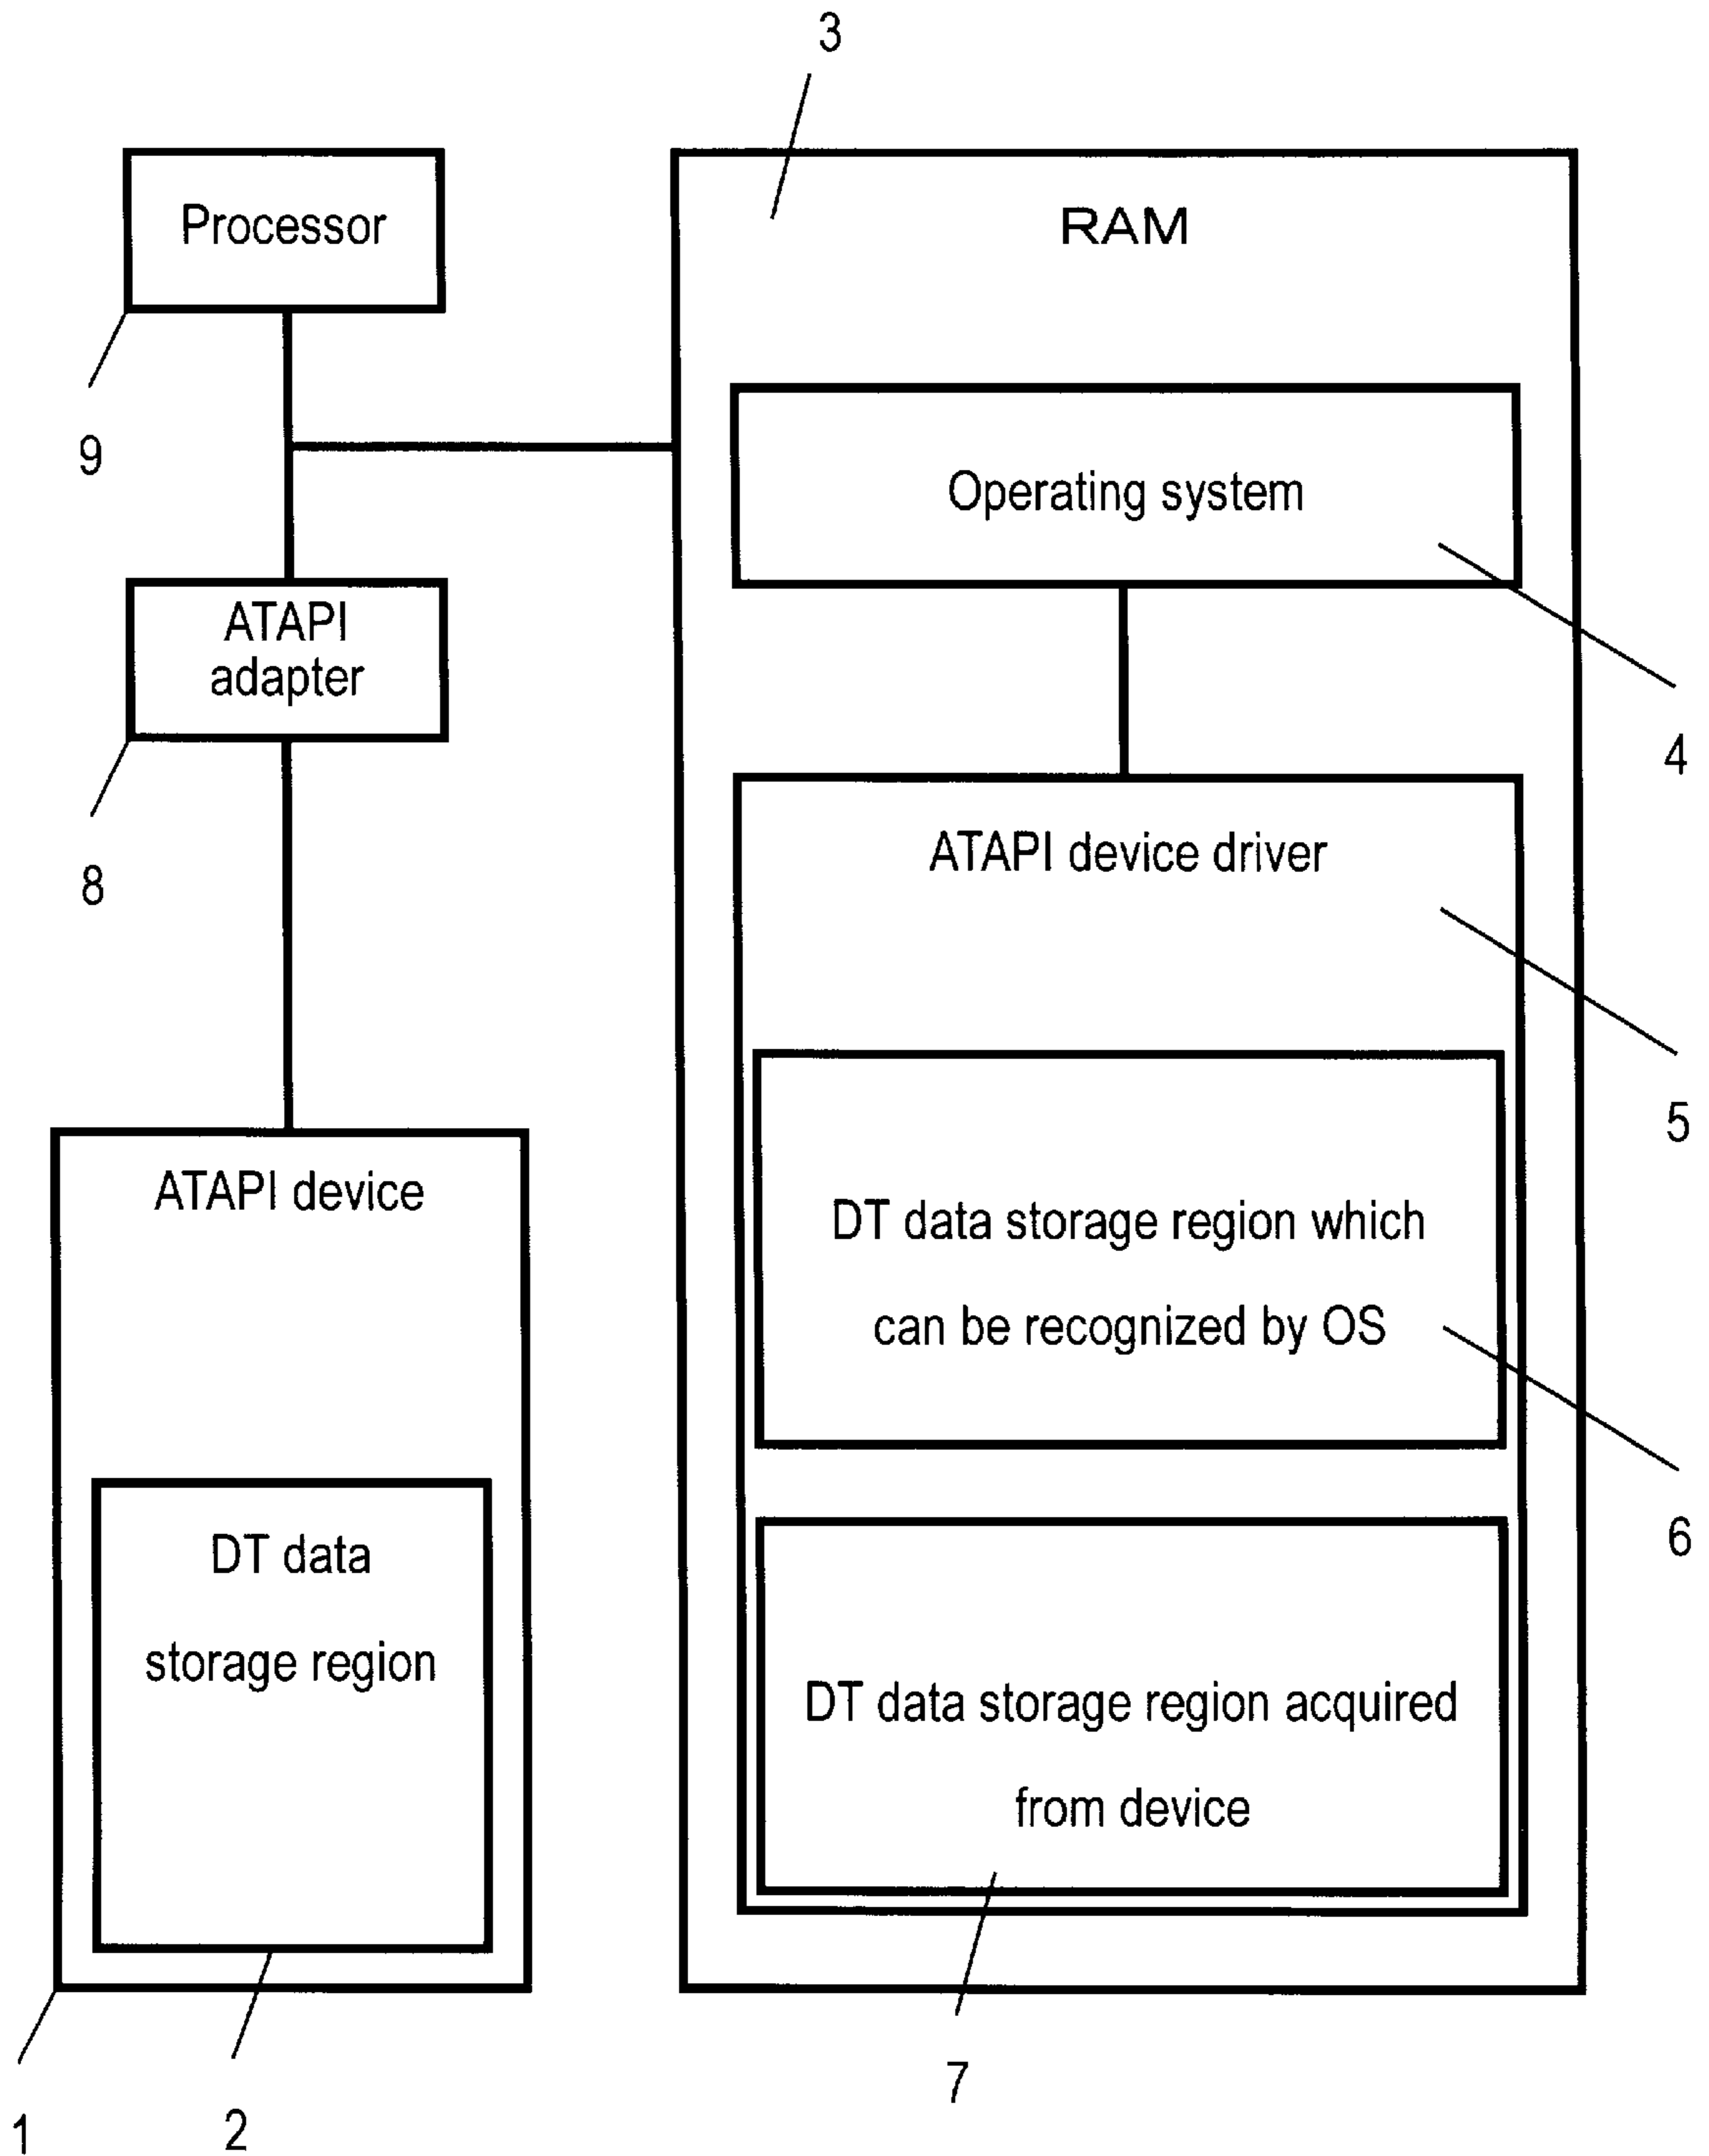 3
Processor
RAM
9
Operating system
ATAPI
adapter
4
8
ATAPI device driver
5
ATAPI device
DT data storage region which
can be recognized by OS
6
DT data
storage region
DT data storage region acquired
from device
7
1
2